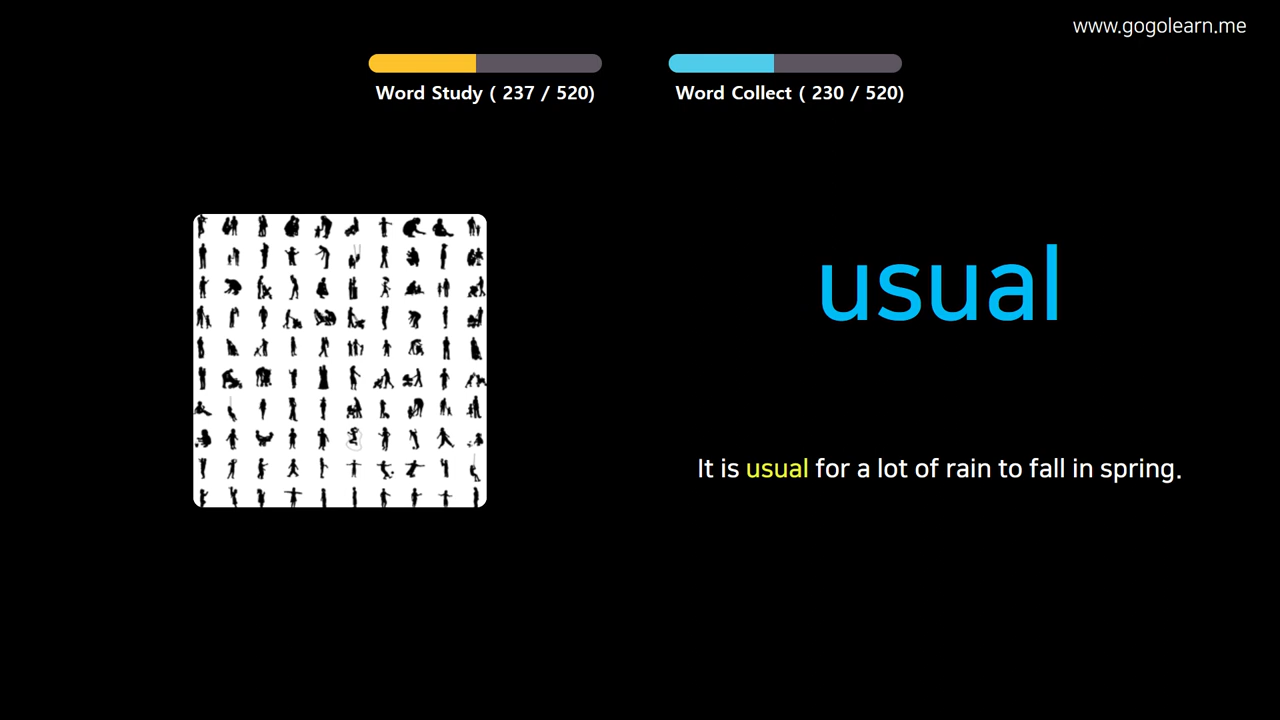 www.gogolearn.me
Word Study ( 237 / 520)
Word Collect ( 230 / 520)
usual
It is usual for a lot of rain to fall in spring.